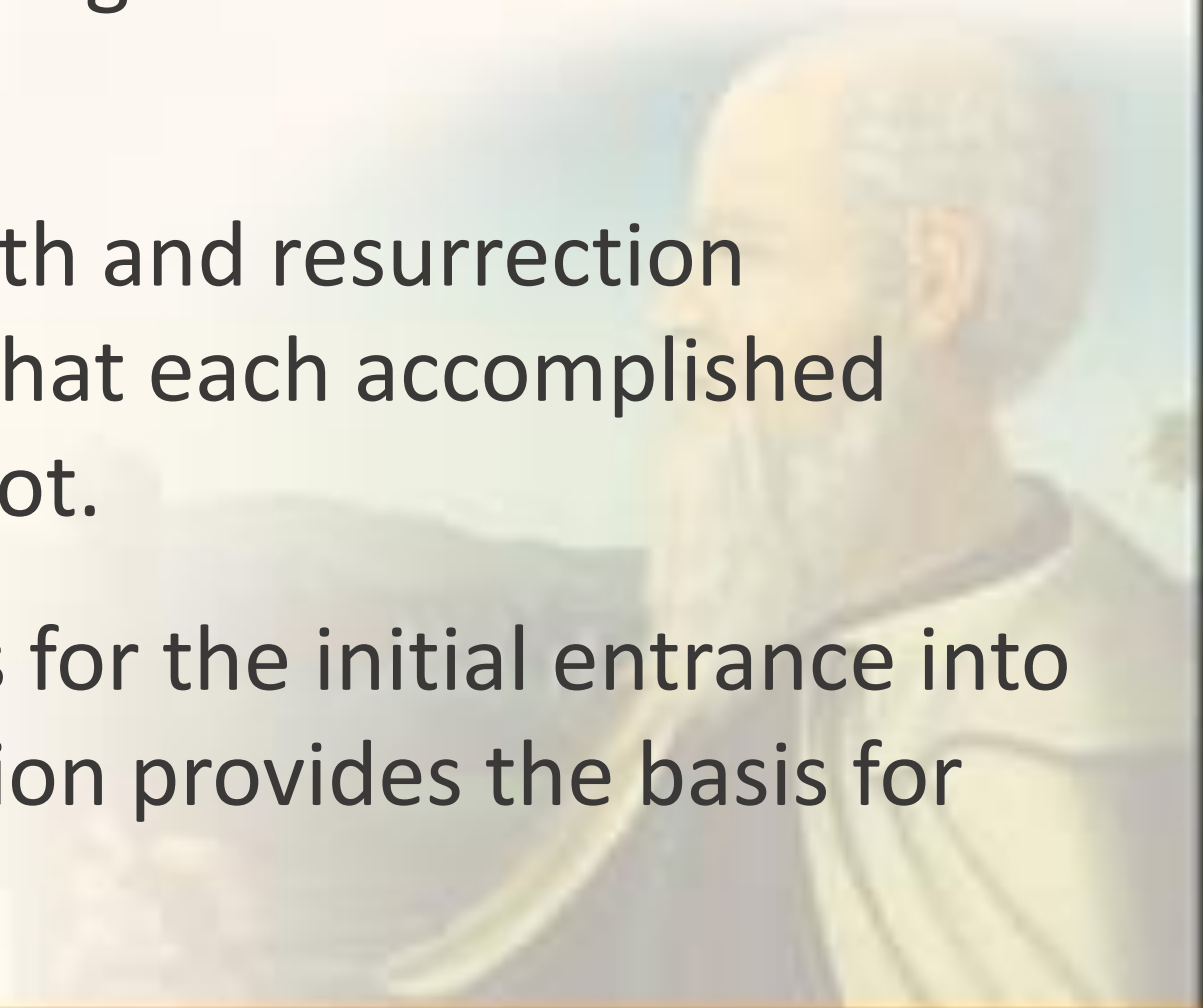 g
th and resurrection
hat each accomplished
ot.
s for the initial entrance into
ion provides the basis for